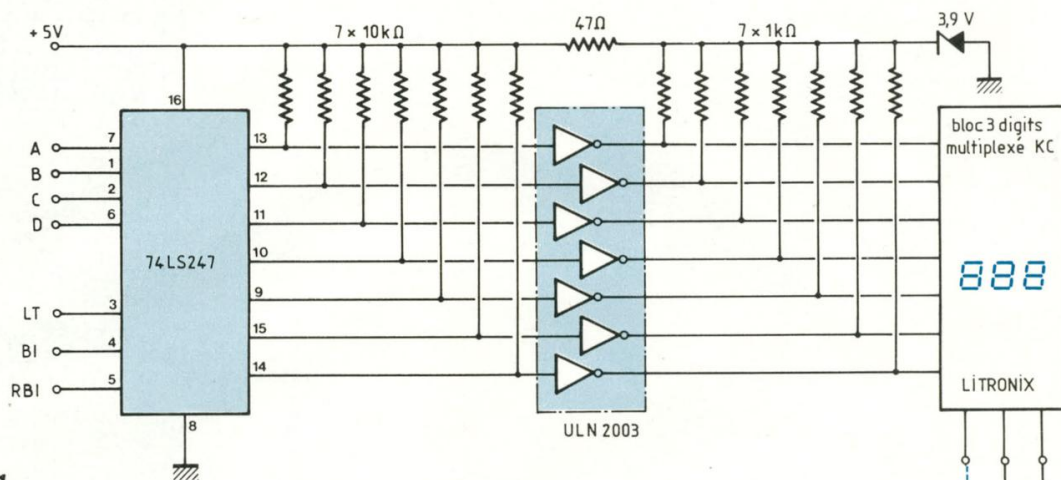 +5V
7 × 10kΩ
47Ω
7 × 1kΩ
3,9 V
16
A
7
13
B
1
12
C
2
11
D
6
74LS247
10
9
LT
3
15
BI
4
14
RBI
5
8
ULN 2003
bloc 3 digits
multiplexé KC
888
LITRONIX